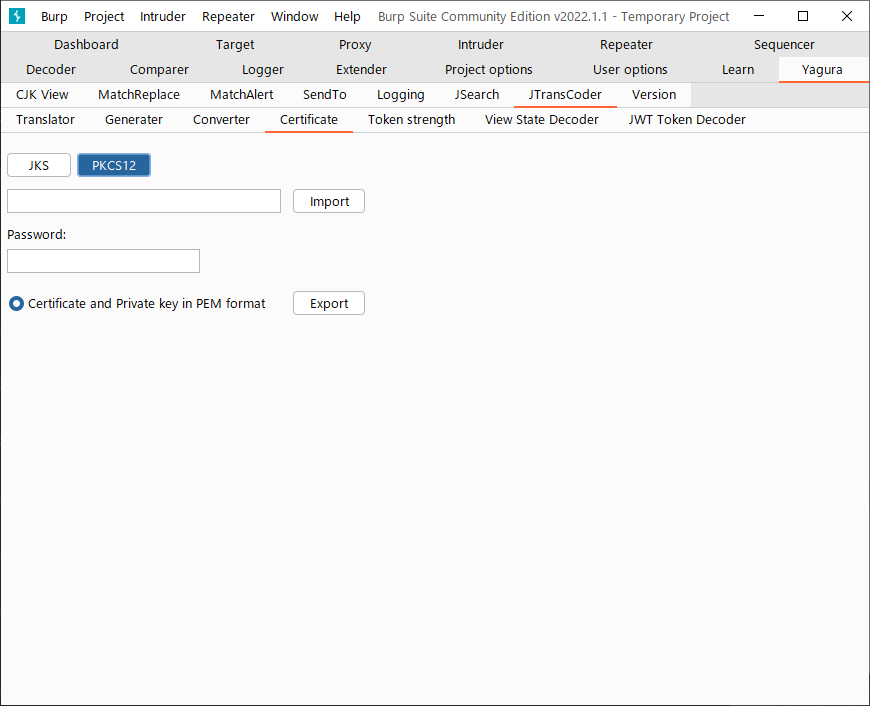 Burp Project Intruder Repeater Window Help Burp Suite Community Edition v2022.1.1 - Temporary Project
Dashboard Target Proxy Intruder Repeater Sequencer
Decoder Comparer Logger Extender Project options User options Learn Yagura
CJK View MatchReplace MatchAlert SendTo Logging JSearch JTransCoder Version
Translator Generater Converter Certificate Token strength View State Decoder JWT Token Decoder
JKS PKCS12
Import
Password:
Certificate and Private key in PEM format Export